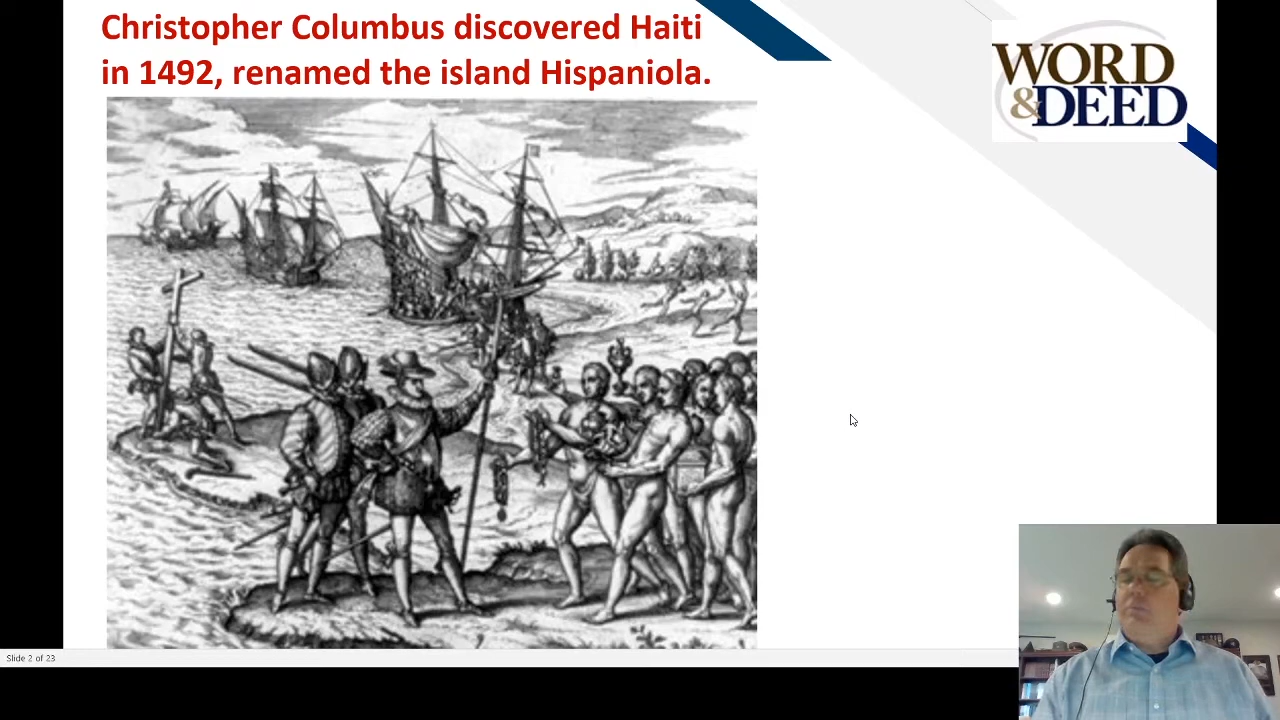 Christopher Columbus discovered Haiti
in 1492, renamed the island Hispaniola.
WORD
&DEED
Slide 2 of 23